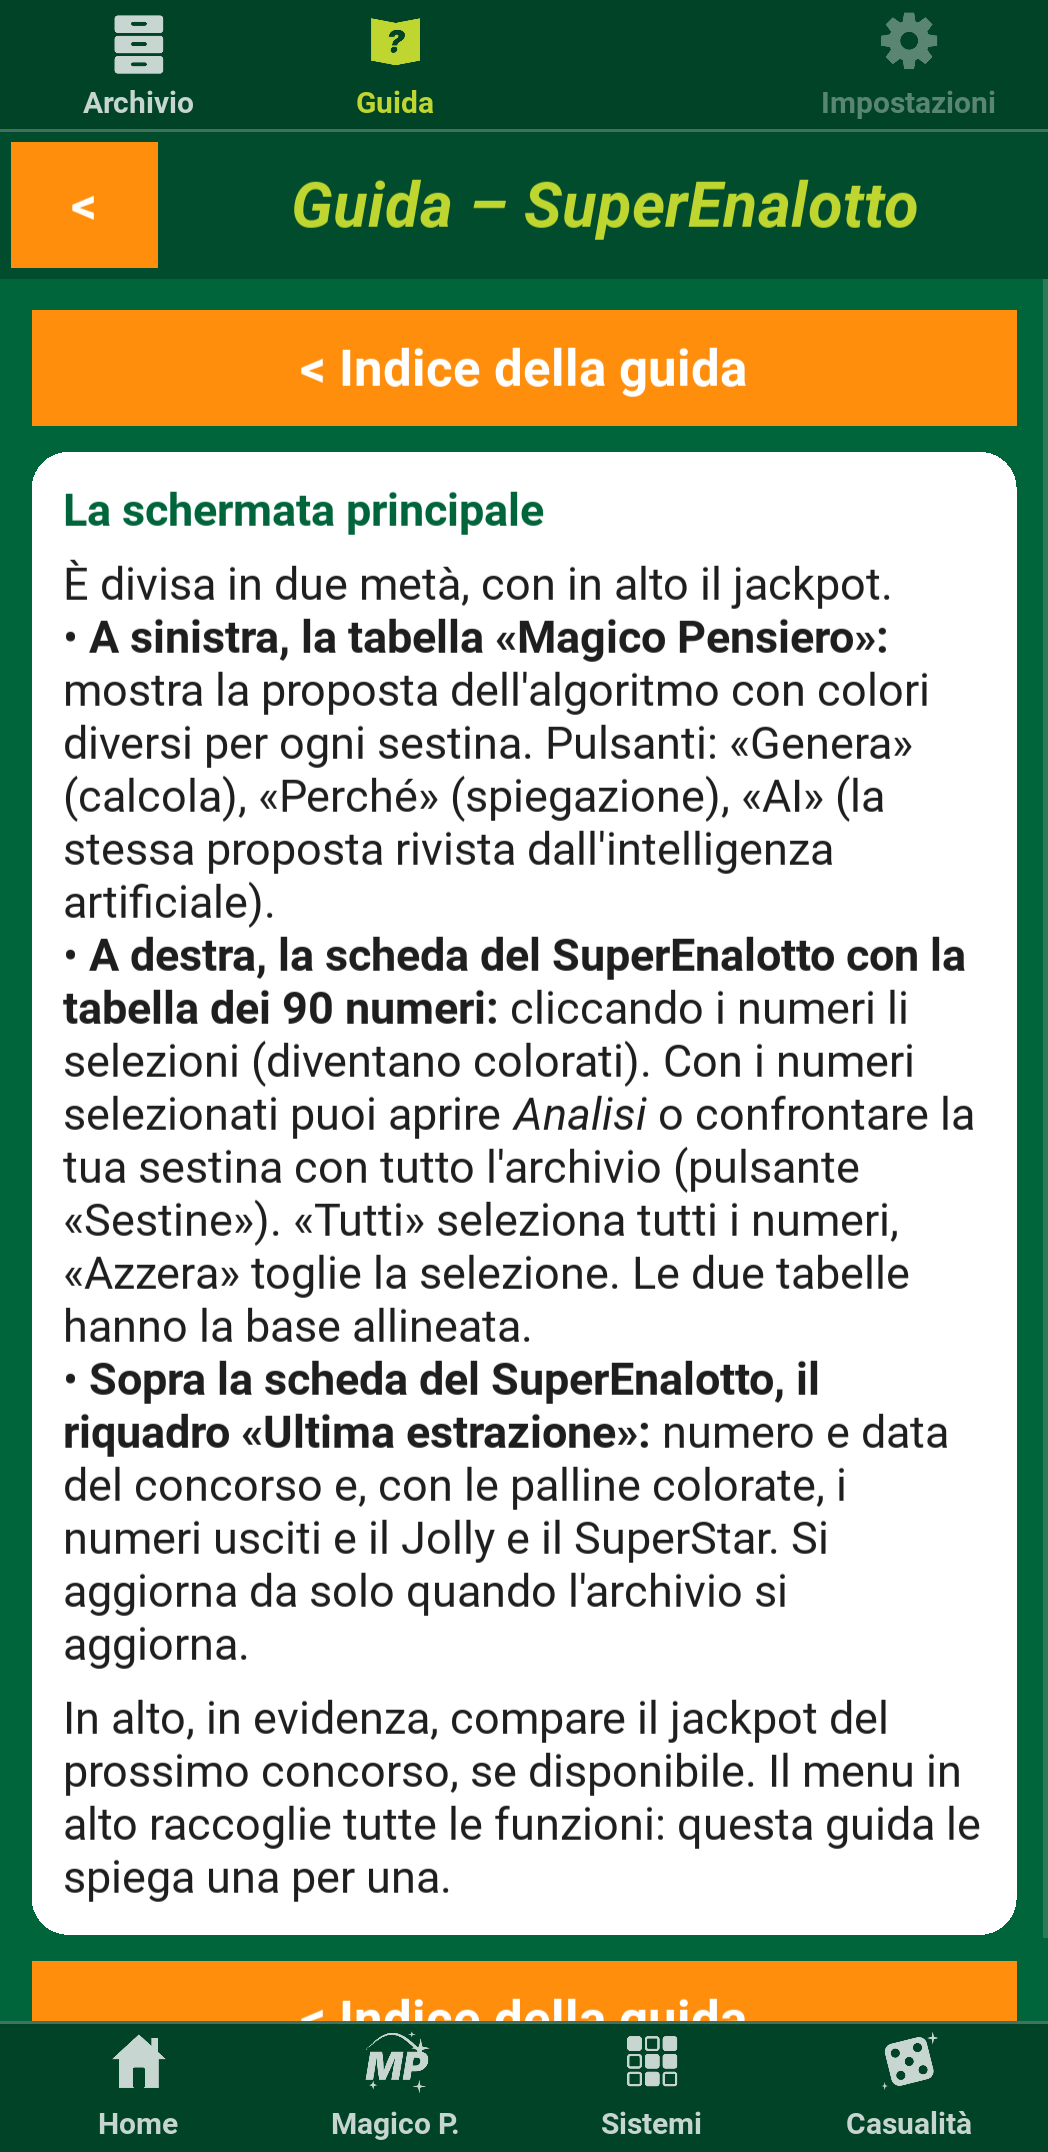 Archivio
Guida
Impostazioni
<
Guida – SuperEnalotto
< Indice della guida
La schermata principale
È divisa in due metà, con in alto il jackpot.
• A sinistra, la tabella «Magico Pensiero»:
mostra la proposta dell'algoritmo con colori
diversi per ogni sestina. Pulsanti: «Genera»
(calcola), «Perché» (spiegazione), «AI» (la
stessa proposta rivista dall'intelligenza
artificiale).
• A destra, la scheda del SuperEnalotto con la
tabella dei 90 numeri: cliccando i numeri li
selezioni (diventano colorati). Con i numeri
selezionati puoi aprire Analisi o confrontare la
tua sestina con tutto l'archivio (pulsante
«Sestine»). «Tutti» seleziona tutti i numeri,
«Azzera» toglie la selezione. Le due tabelle
hanno la base allineata.
• Sopra la scheda del SuperEnalotto, il
riquadro «Ultima estrazione»: numero e data
del concorso e, con le palline colorate, i
numeri usciti e il Jolly e il SuperStar. Si
aggiorna da solo quando l'archivio si
aggiorna.
In alto, in evidenza, compare il jackpot del
prossimo concorso, se disponibile. Il menu in
alto raccoglie tutte le funzioni: questa guida le
spiega una per una.
< Indice della guida
MP
Home
Magico P.
Sistemi
Casualità